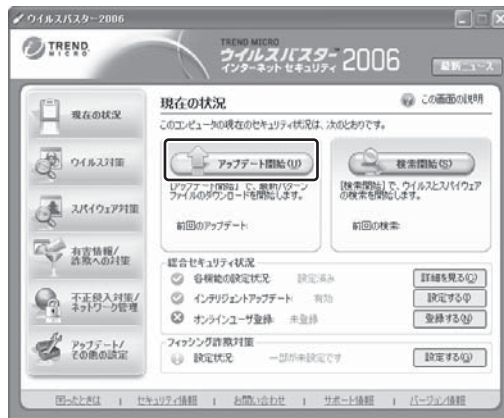 ウイルスバスター2006
TREND MICRO
TREND MICRO
ウイルスバスター2006
インターネット セキュリティ
最新ニュース
現在の状況
ウイルス対策
スパイウェア対策
有害情報/
詐欺への対策
不正侵入対策/
ネットワーク管理
アップデート/
その他の設定
現在の状況
この画面の説明
このコンピュータの現在のセキュリティ状況は、次のとおりです。
アップデート開始(U)
[アップデート開始] で、最新パターン
ファイルのダウンロードを開始します。
前回のアップデート:
検索開始(S)
[検索開始] で、ウイルスとスパイウェア
の検索を開始します。
前回の検索:
総合セキュリティ状況
各機能の設定状況: 設定済み
詳細を見る(C)
インテリジェントアップデート: 有効
設定する(I)
オンラインユーザ登録: 未登録
登録する(N)
フィッシング詐欺対策
設定状況: 一部が未設定です
設定する(G)
困ったときは | セキュリティ情報 | お問い合わせ | サポート情報 | バージョン情報